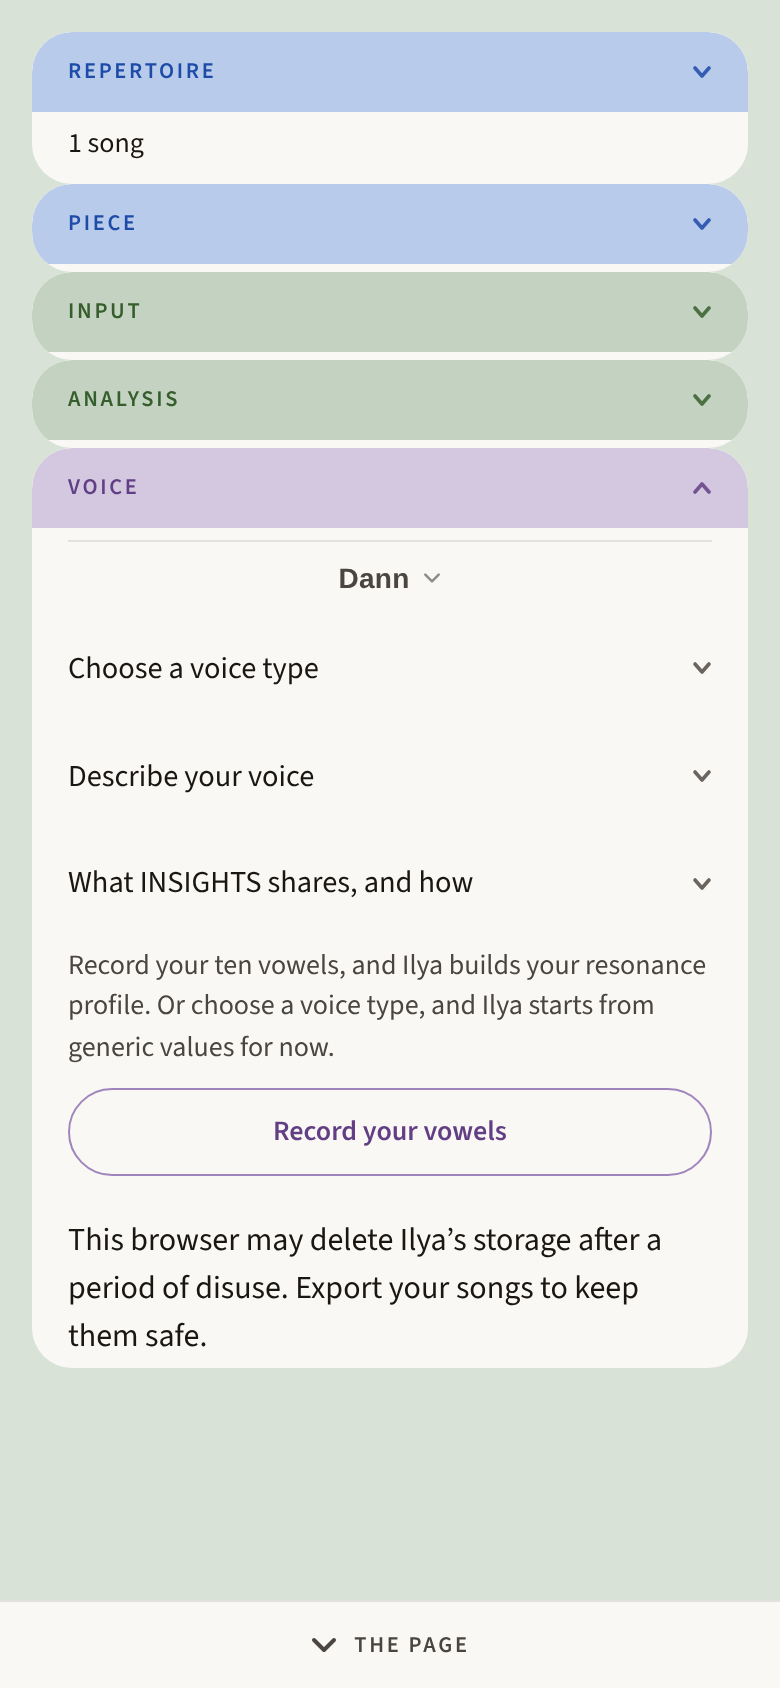 REPERTOIRE
1 song
PIECE
INPUT
ANALYSIS
VOICE
Dann
Choose a voice type
Describe your voice
What INSIGHTS shares, and how
Record your ten vowels, and Ilya builds your resonance
profile. Or choose a voice type, and Ilya starts from
generic values for now.
Record your vowels
This browser may delete Ilya’s storage after a
period of disuse. Export your songs to keep
them safe.
THE PAGE